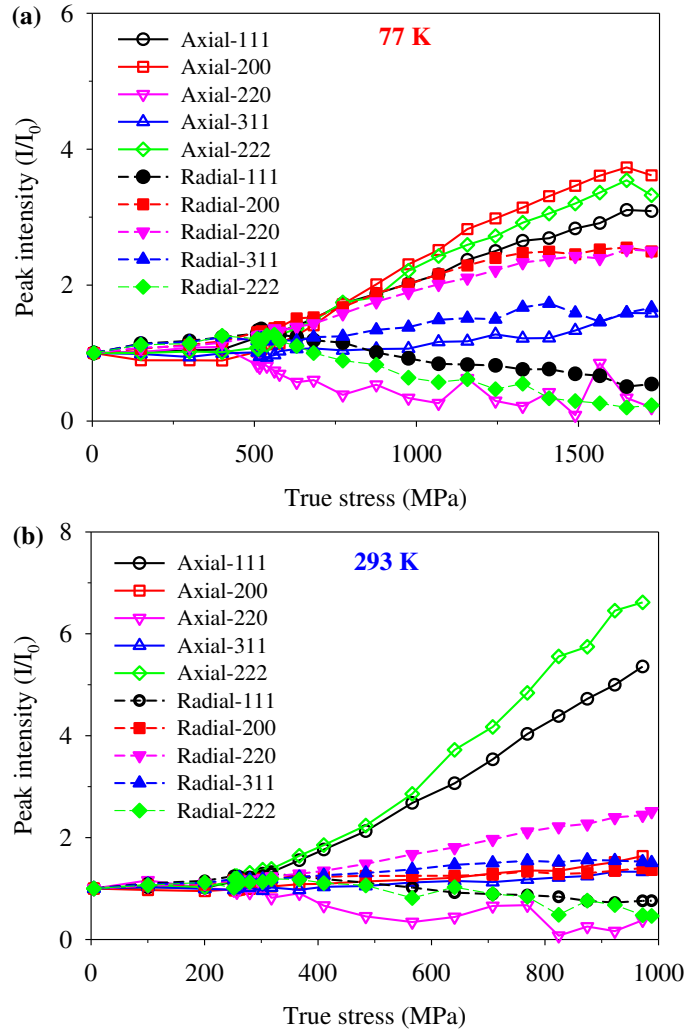 (a)
6
77 K
Axial-111
Axial-200
Axial-220
Axial-311
Axial-222
Radial-111
Radial-200
Radial-220
Radial-311
Radial-222
4
2
0
Peak intensity (I/I₀)
0 500 1000 1500
True stress (MPa)
(b)
8
293 K
Axial-111
Axial-200
Axial-220
Axial-311
Axial-222
Radial-111
Radial-200
Radial-220
Radial-311
Radial-222
6
4
2
0
Peak intensity (I/I₀)
0 200 400 600 800 1000
True stress (MPa)